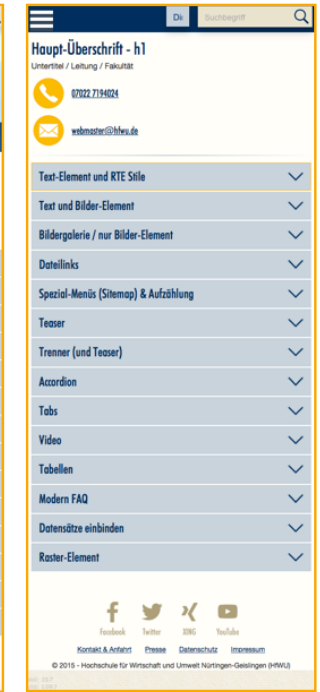 Di
Suchbegriff
Haupt-Überschrift - h1
Untertitel / Leitung / Fakultät
07022 7194024
webmaster@hfwu.de
Text-Element und RTE Stile
Text und Bilder-Element
Bildergalerie / nur Bilder-Element
Dateilinks
Spezial-Menüs (Sitemap) & Aufzählung
Teaser
Trenner (und Teaser)
Accordion
Tabs
Video
Tabellen
Modern FAQ
Datensätze einbinden
Raster-Element
Facebook Twitter XING YouTube
Kontakt & Anfahrt Presse Datenschutz Impressum
© 2015 - Hochschule für Wirtschaft und Umwelt Nürtingen-Geislingen (HfWU)